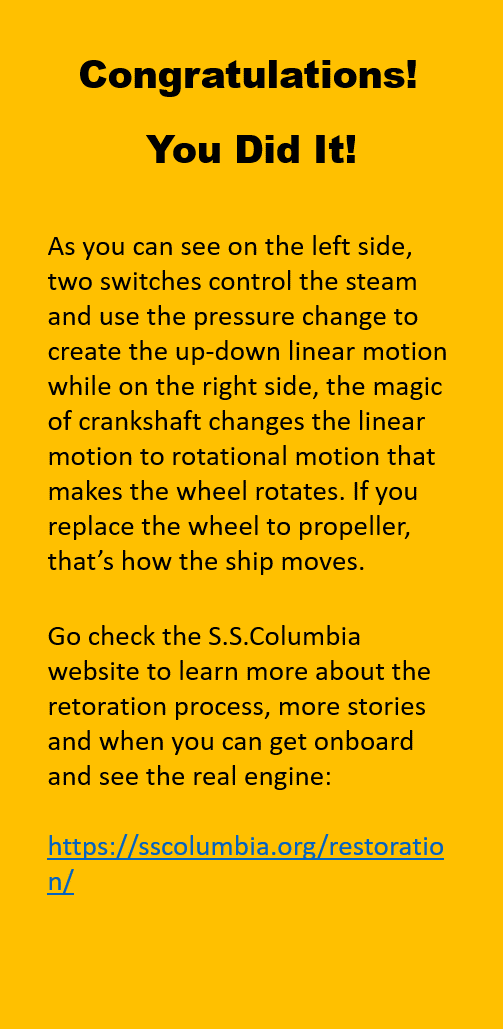 Congratulations!
You Did It!
As you can see on the left side,
two switches control the steam
and use the pressure change to
create the up-down linear motion
while on the right side, the magic
of crankshaft changes the linear
motion to rotational motion that
makes the wheel rotates. If you
replace the wheel to propeller,
that’s how the ship moves.
Go check the S.S.Columbia
website to learn more about the
retoration process, more stories
and when you can get onboard
and see the real engine:
https://sscolumbia.org/restoratio
n/